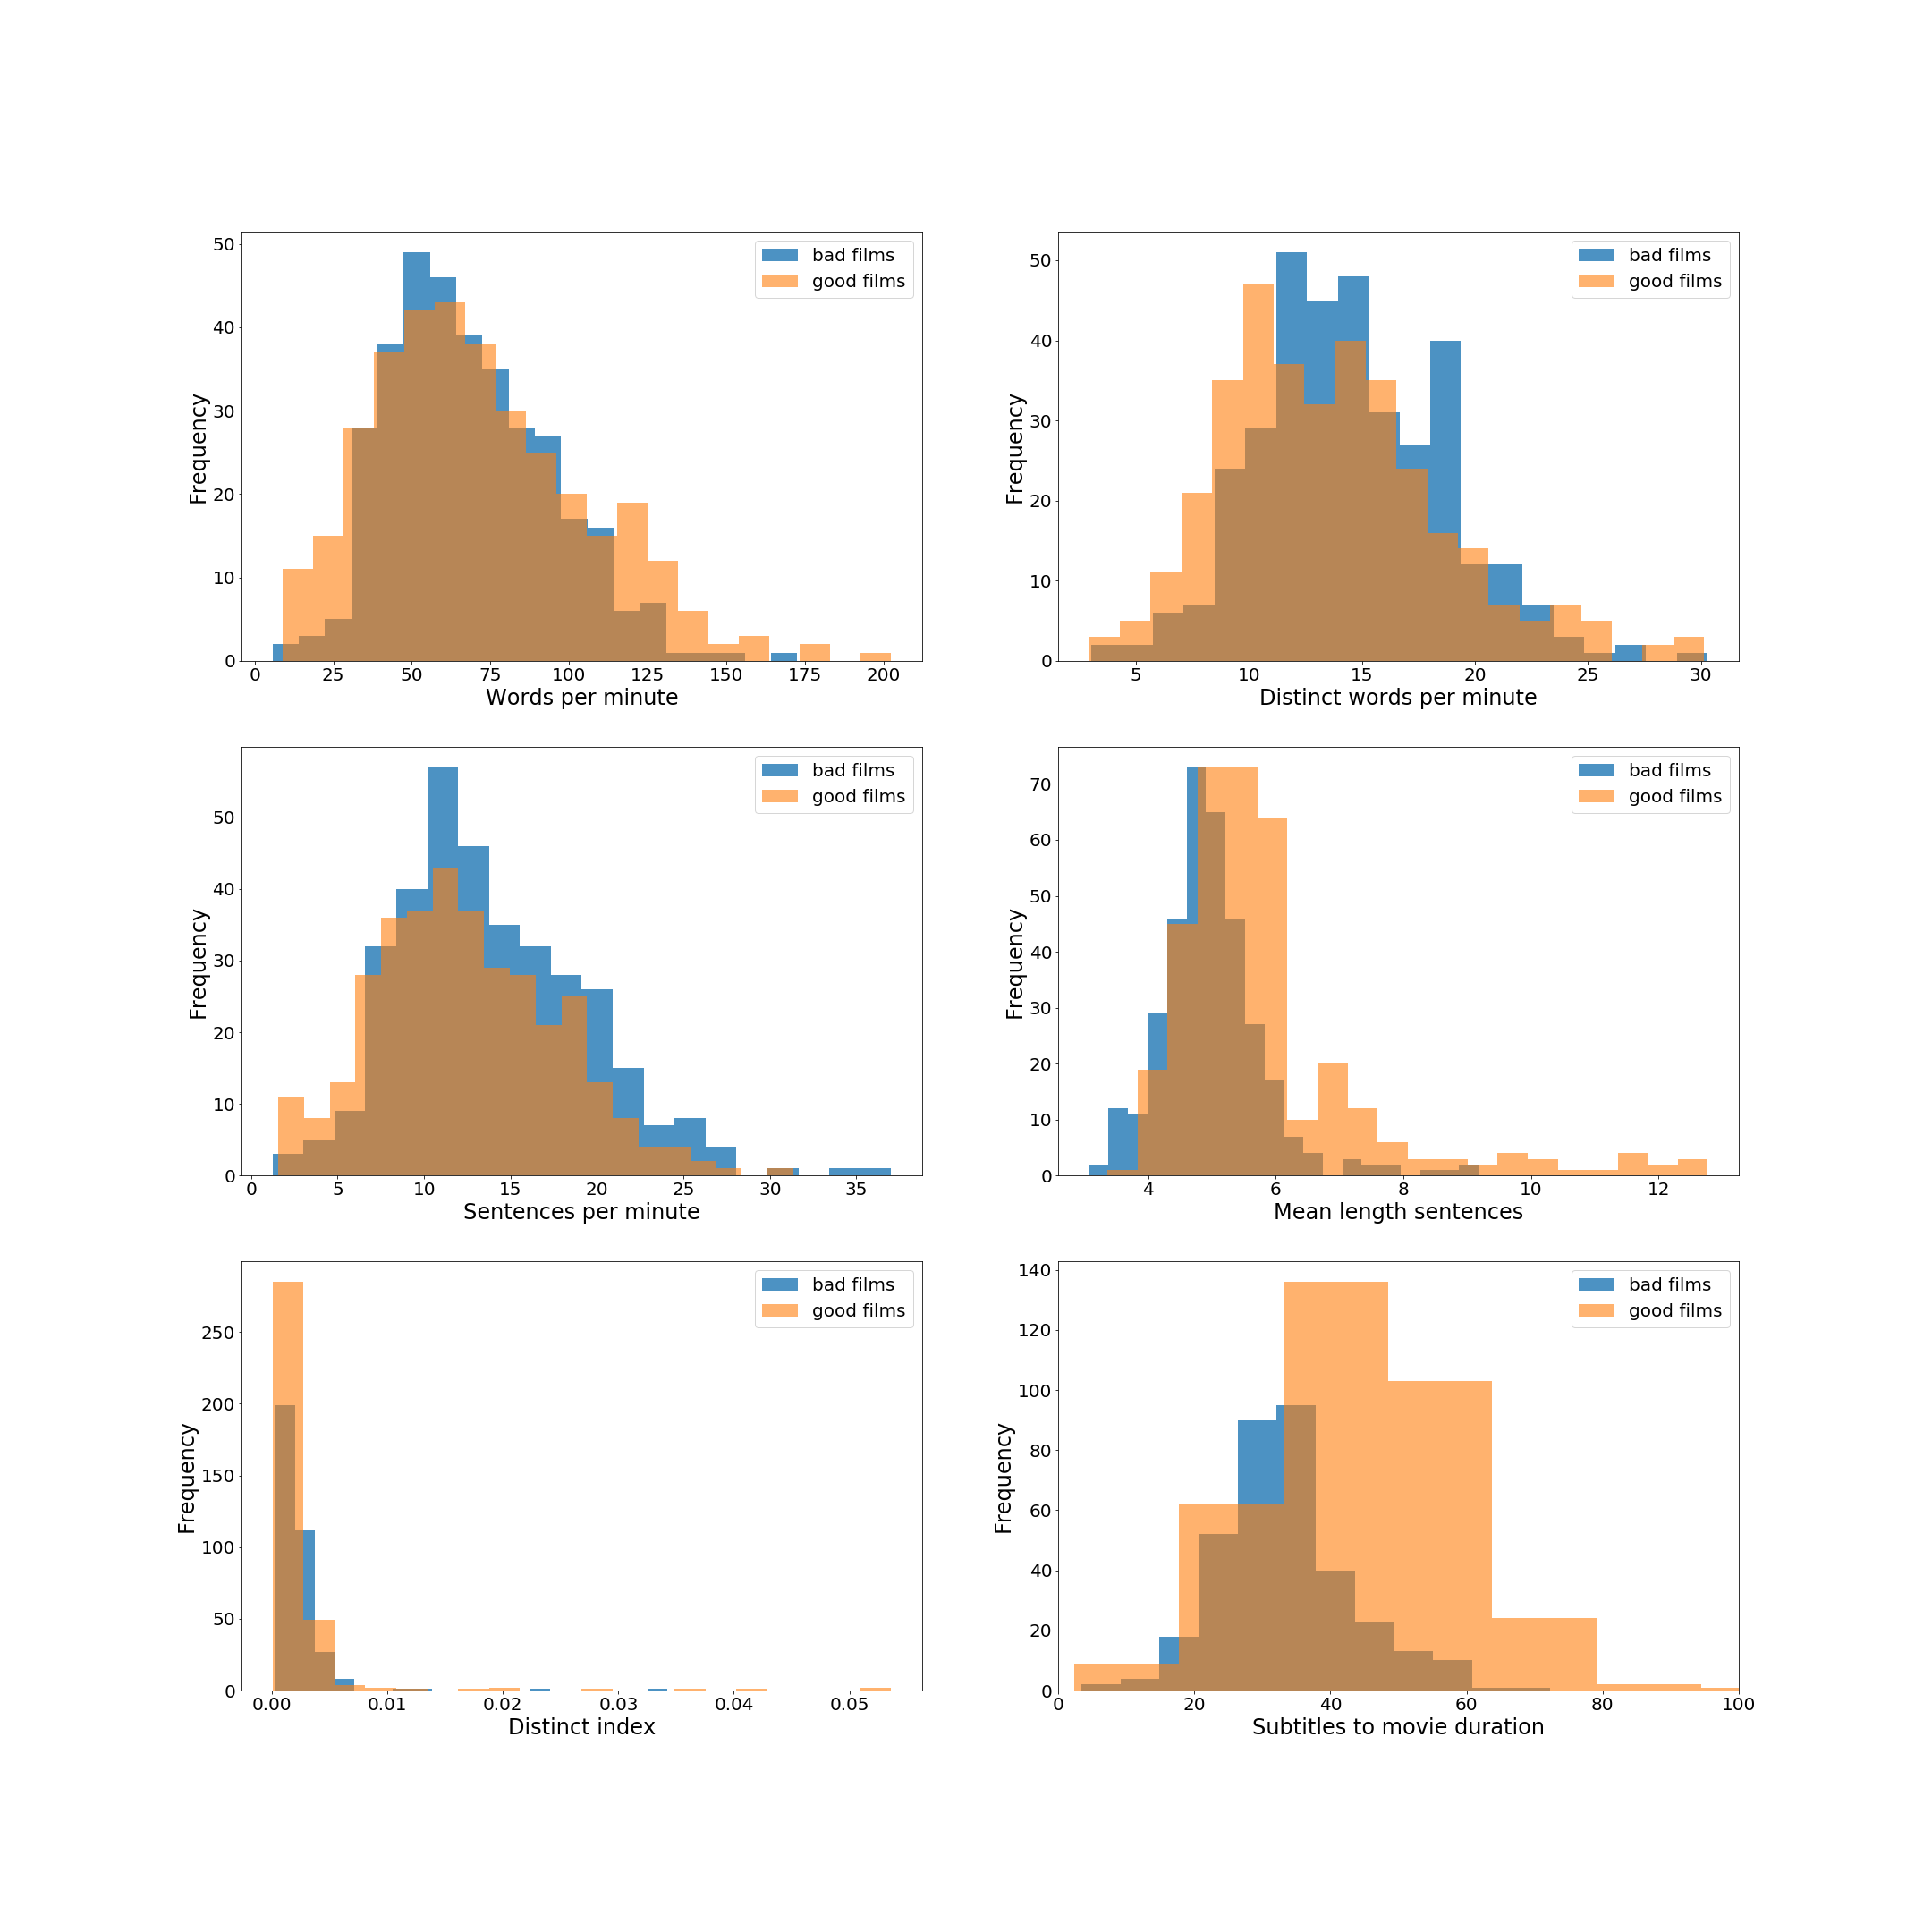 50
40
30
20
10
0
Frequency
0 25 50 75 100 125 150 175 200
Words per minute
bad films
good films
50
40
30
20
10
0
Frequency
5 10 15 20 25 30
Distinct words per minute
bad films
good films
50
40
30
20
10
0
Frequency
0 5 10 15 20 25 30 35
Sentences per minute
bad films
good films
70
60
50
40
30
20
10
0
Frequency
4 6 8 10 12
Mean length sentences
bad films
good films
250
200
150
100
50
0
Frequency
0.00 0.01 0.02 0.03 0.04 0.05
Distinct index
bad films
good films
140
120
100
80
60
40
20
0
Frequency
0 20 40 60 80 100
Subtitles to movie duration
bad films
good films